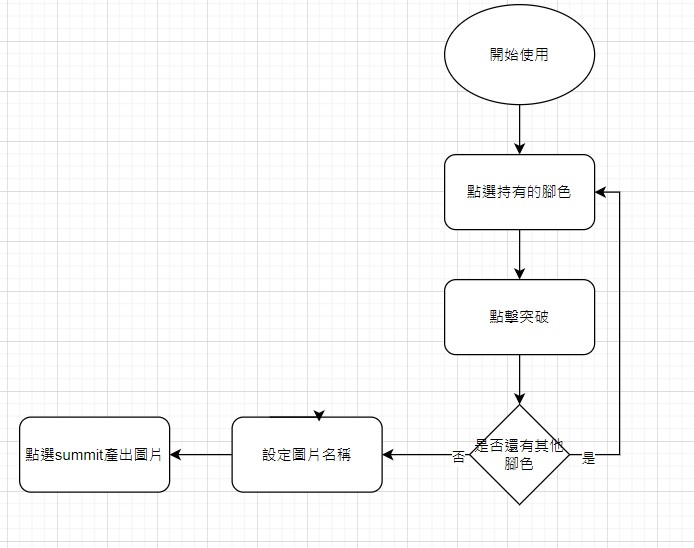 開始使用
點選持有的腳色
點擊突破
是否還有其他
腳色
是
否
設定圖片名稱
點選summit產出圖片